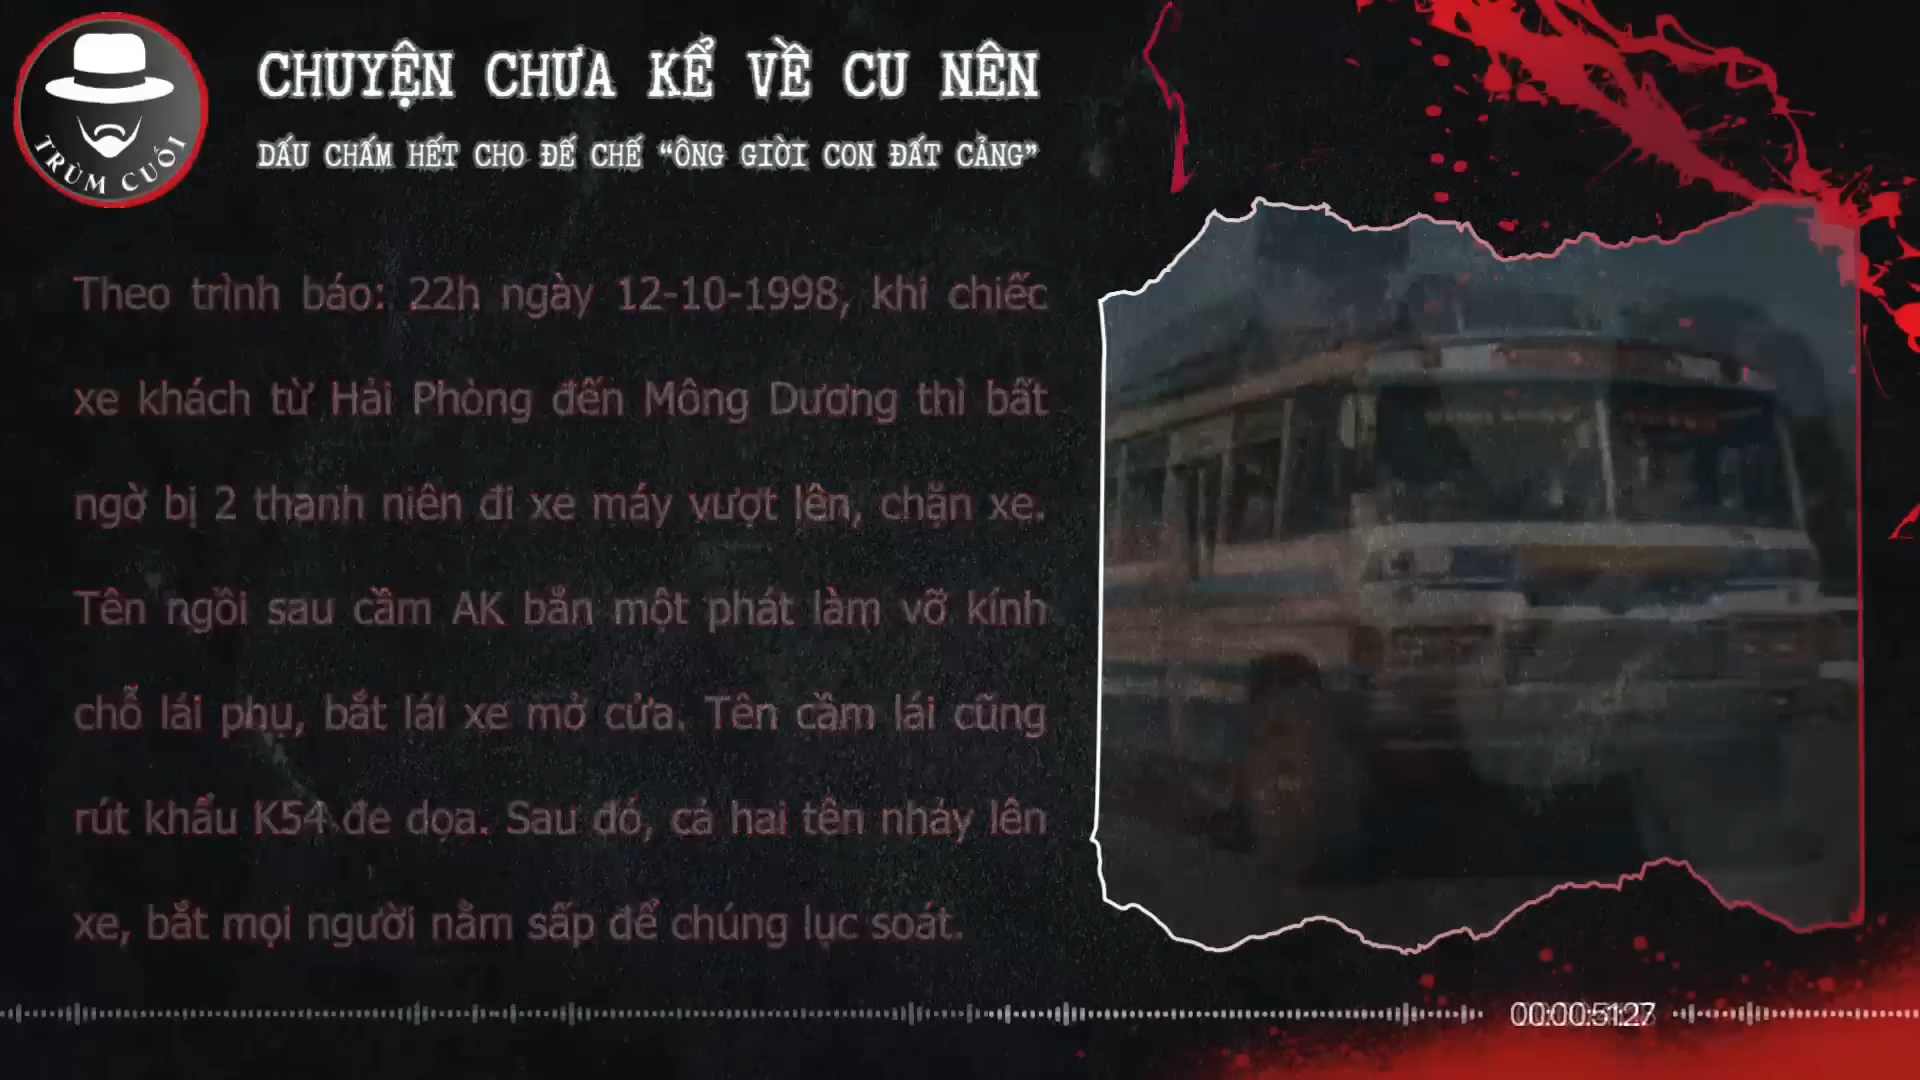 CHUYỆN CHƯA KỂ VỀ CU NÊN
DẤU CHẤM HẾT CHO ĐẾ CHẾ “ÔNG GIỜI CON ĐẤT CẢNG”
TRÙM CUỐI
Theo trình báo: 22h ngày 12-10-1998, khi chiếc
xe khách từ Hải Phòng đến Mông Dương thì bất
ngờ bị 2 thanh niên đi xe máy vượt lên, chặn xe.
Tên ngồi sau cầm AK bắn một phát làm vỡ kính
chỗ lái phụ, bắt lái xe mở cửa. Tên cầm lái cũng
rút khẩu K54 đe dọa. Sau đó, cả hai tên nhảy lên
xe, bắt mọi người nằm sấp để chúng lục soát.